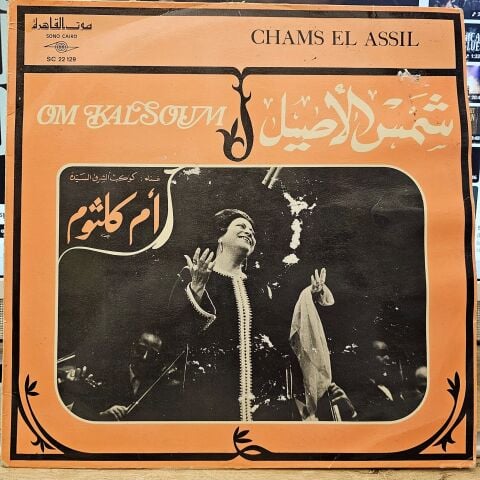 صوت القاهرة
SONO CAIRO
SC 22 129
CHAMS EL ASSIL
OM KALSOUM
شمس الأصيل
غناء: كوكب الشرق السيدة
أم كلثوم